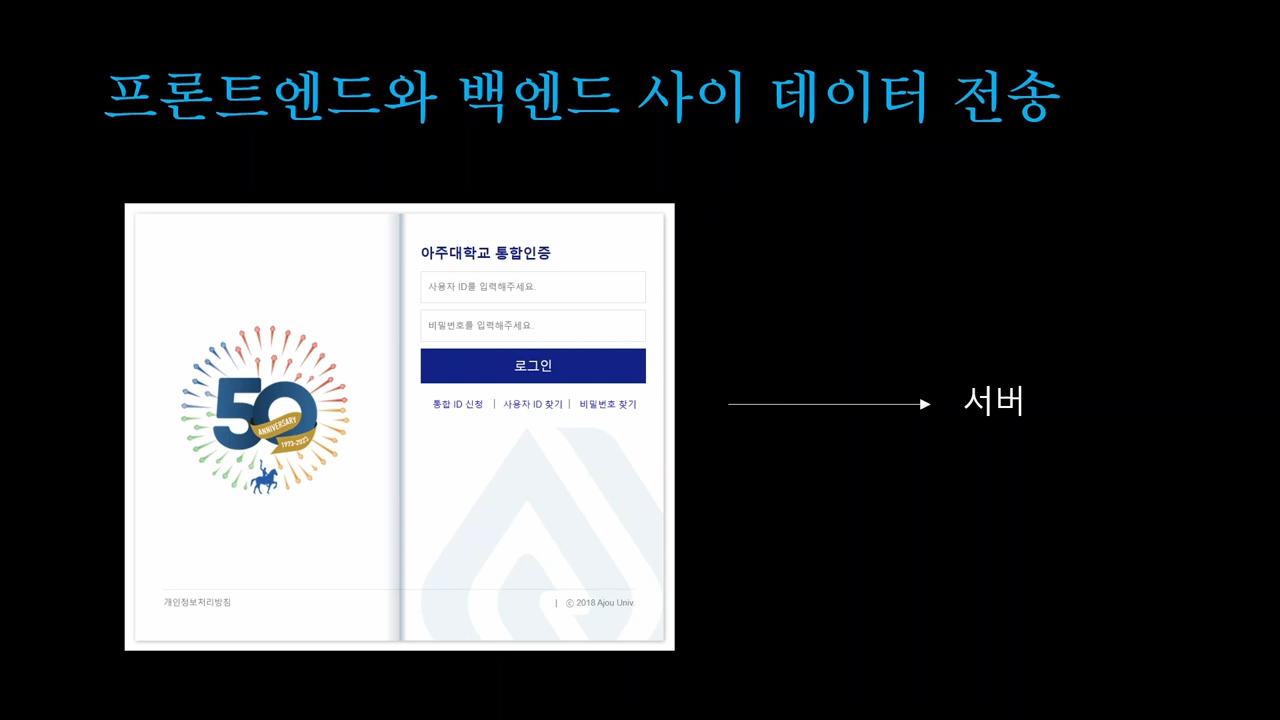 프론트엔드와 백엔드 사이 데이터 전송
아주대학교 통합인증
사용자 ID를 입력해주세요.
비밀번호를 입력해주세요.
로그인
통합 ID 신청 | 사용자 ID 찾기 | 비밀번호 찾기
50
ANNIVERSARY
1973-2023
서버
개인정보처리방침
| ⓒ 2018 Ajou Univ.